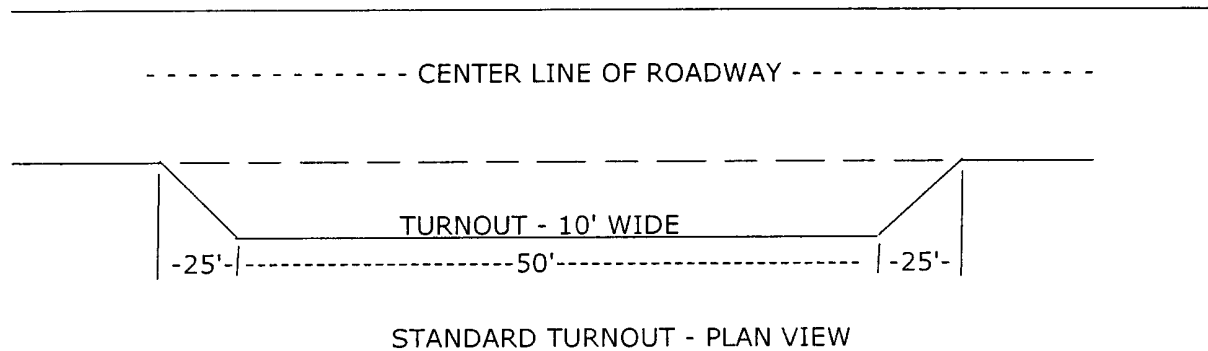 - - - - - - - - - - - - - CENTER LINE OF ROADWAY - - - - - - - - - - - - - - -
TURNOUT - 10' WIDE
-25'-|----------------------50'------------------------- |-25'-
STANDARD TURNOUT - PLAN VIEW